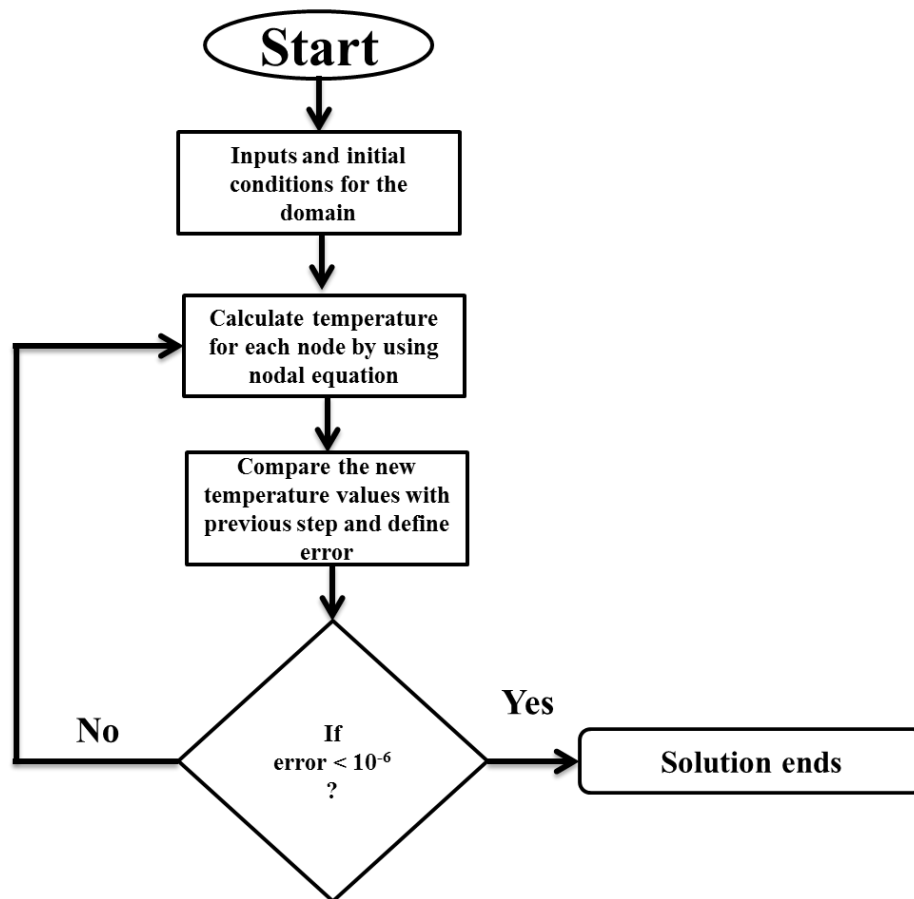 Start
Inputs and initial
conditions for the
domain
Calculate temperature
for each node by using
nodal equation
Compare the new
temperature values with
previous step and define
error
No
If
error < 10⁻⁶
?
Yes
Solution ends